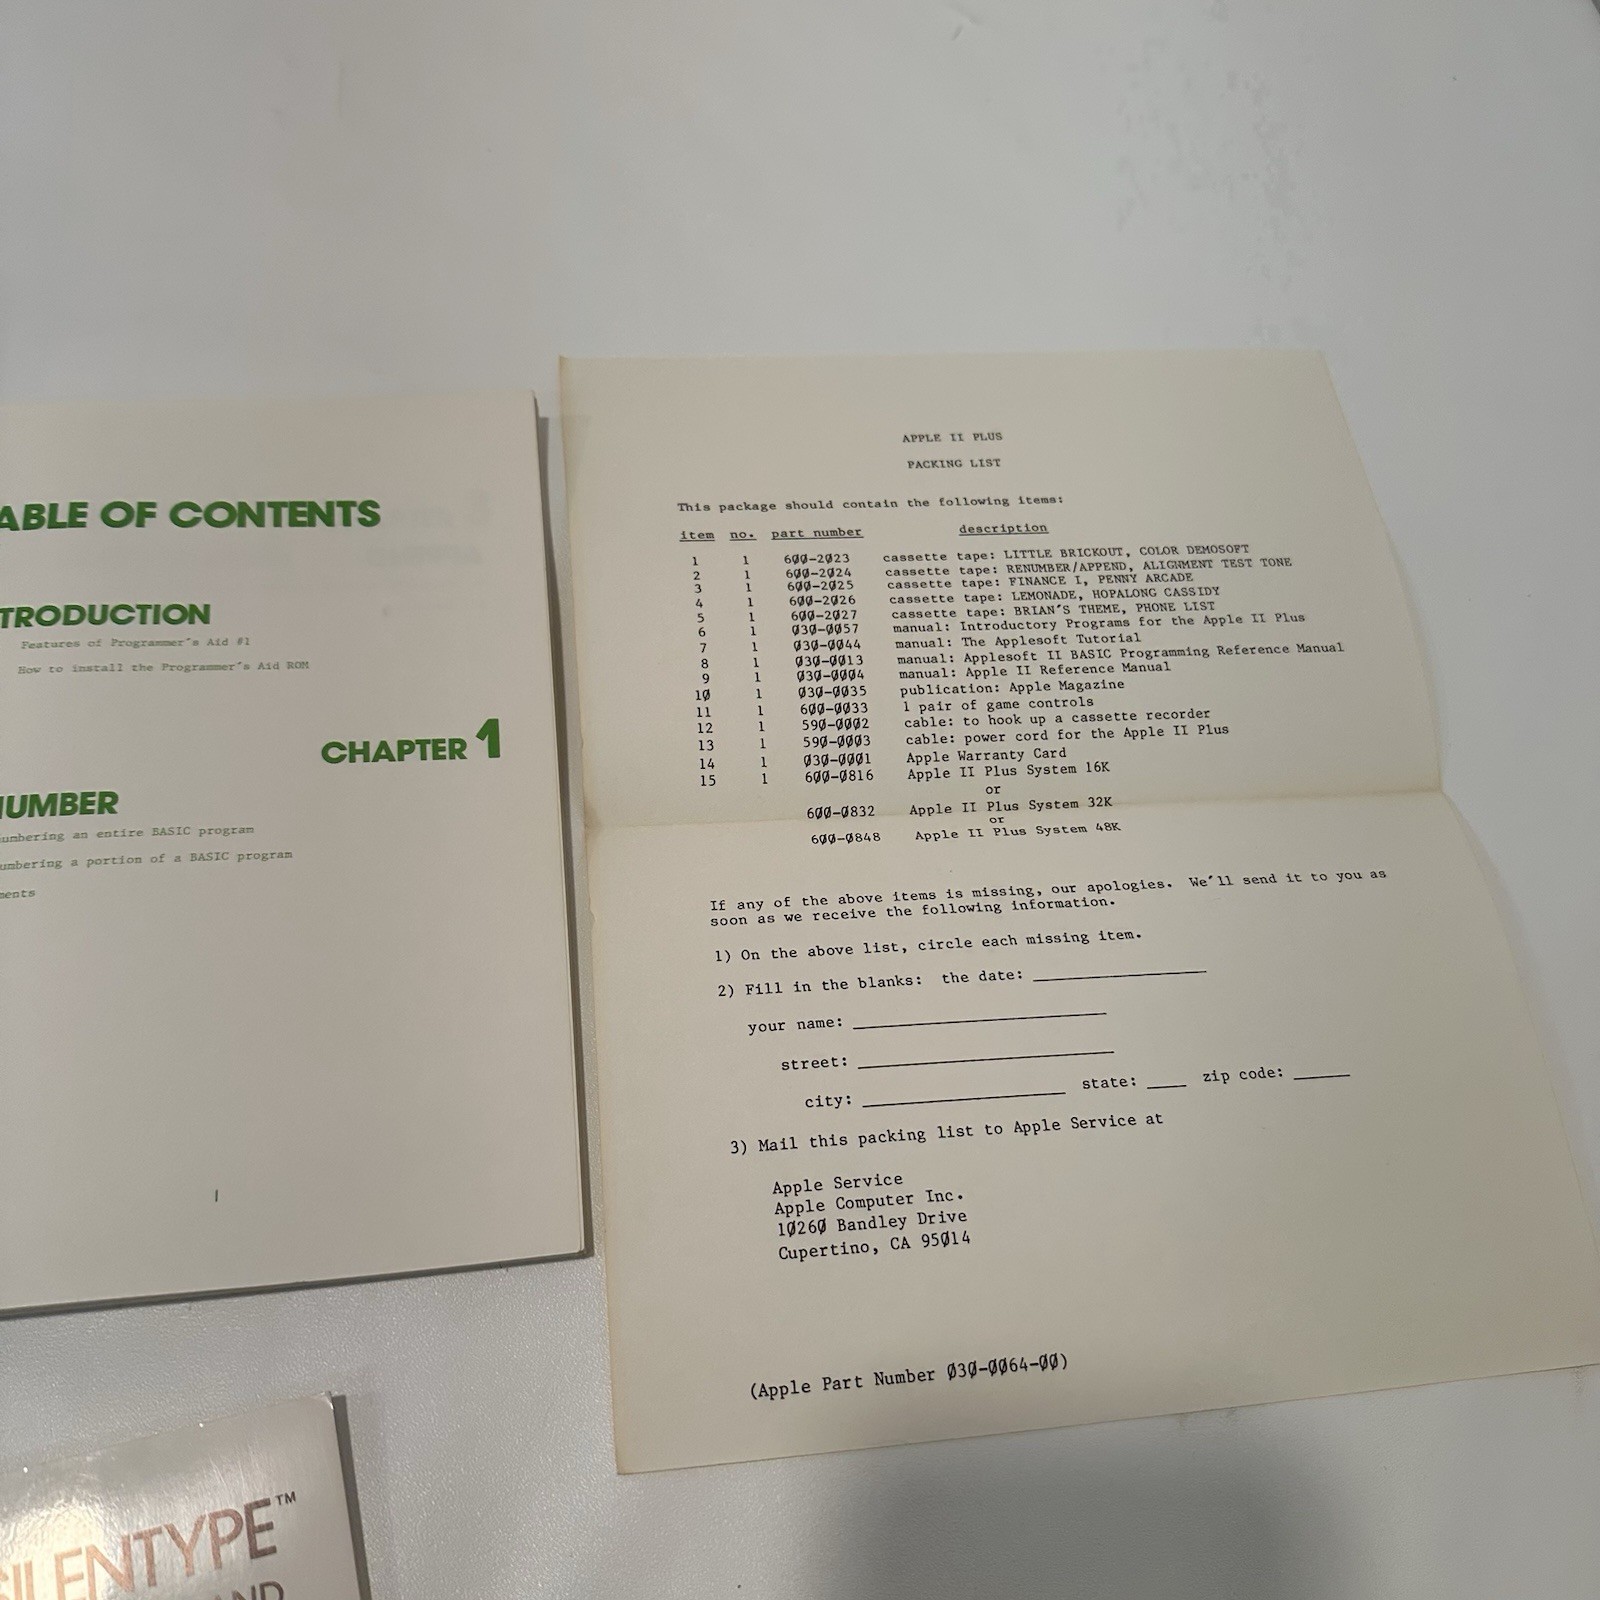 ABLE OF CONTENTS
TRODUCTION
Features of Programmer's Aid #1
How to install the Programmer's Aid ROM
CHAPTER 1
NUMBER
umbering an entire BASIC program
umbering a portion of a BASIC program
ments
SILENTYPE™
AND
APPLE II PLUS
PACKING LIST
This package should contain the following items:
item no. part number description
1 1 600-2023 cassette tape: LITTLE BRICKOUT, COLOR DEMOSOFT
2 1 600-2024 cassette tape: RENUMBER/APPEND, ALIGNMENT TEST TONE
3 1 600-2025 cassette tape: FINANCE I, PENNY ARCADE
4 1 600-2026 cassette tape: LEMONADE, HOPALONG CASSIDY
5 1 600-2027 cassette tape: BRIAN'S THEME, PHONE LIST
6 1 030-0057 manual: Introductory Programs for the Apple II Plus
7 1 030-0044 manual: The Applesoft Tutorial
8 1 030-0013 manual: Applesoft II BASIC Programming Reference Manual
9 1 030-0004 manual: Apple II Reference Manual
10 1 030-0035 publication: Apple Magazine
11 1 600-0033 1 pair of game controls
12 1 590-0002 cable: to hook up a cassette recorder
13 1 590-0003 cable: power cord for the Apple II Plus
14 1 030-0001 Apple Warranty Card
15 1 600-0816 Apple II Plus System 16K
or
600-0832 Apple II Plus System 32K
or
600-0848 Apple II Plus System 48K
If any of the above items is missing, our apologies. We'll send it to you as
soon as we receive the following information.
1) On the above list, circle each missing item.
2) Fill in the blanks: the date:
your name:
street:
city: state: zip code:
3) Mail this packing list to Apple Service at
Apple Service
Apple Computer Inc.
10260 Bandley Drive
Cupertino, CA 95014
(Apple Part Number 030-0064-00)